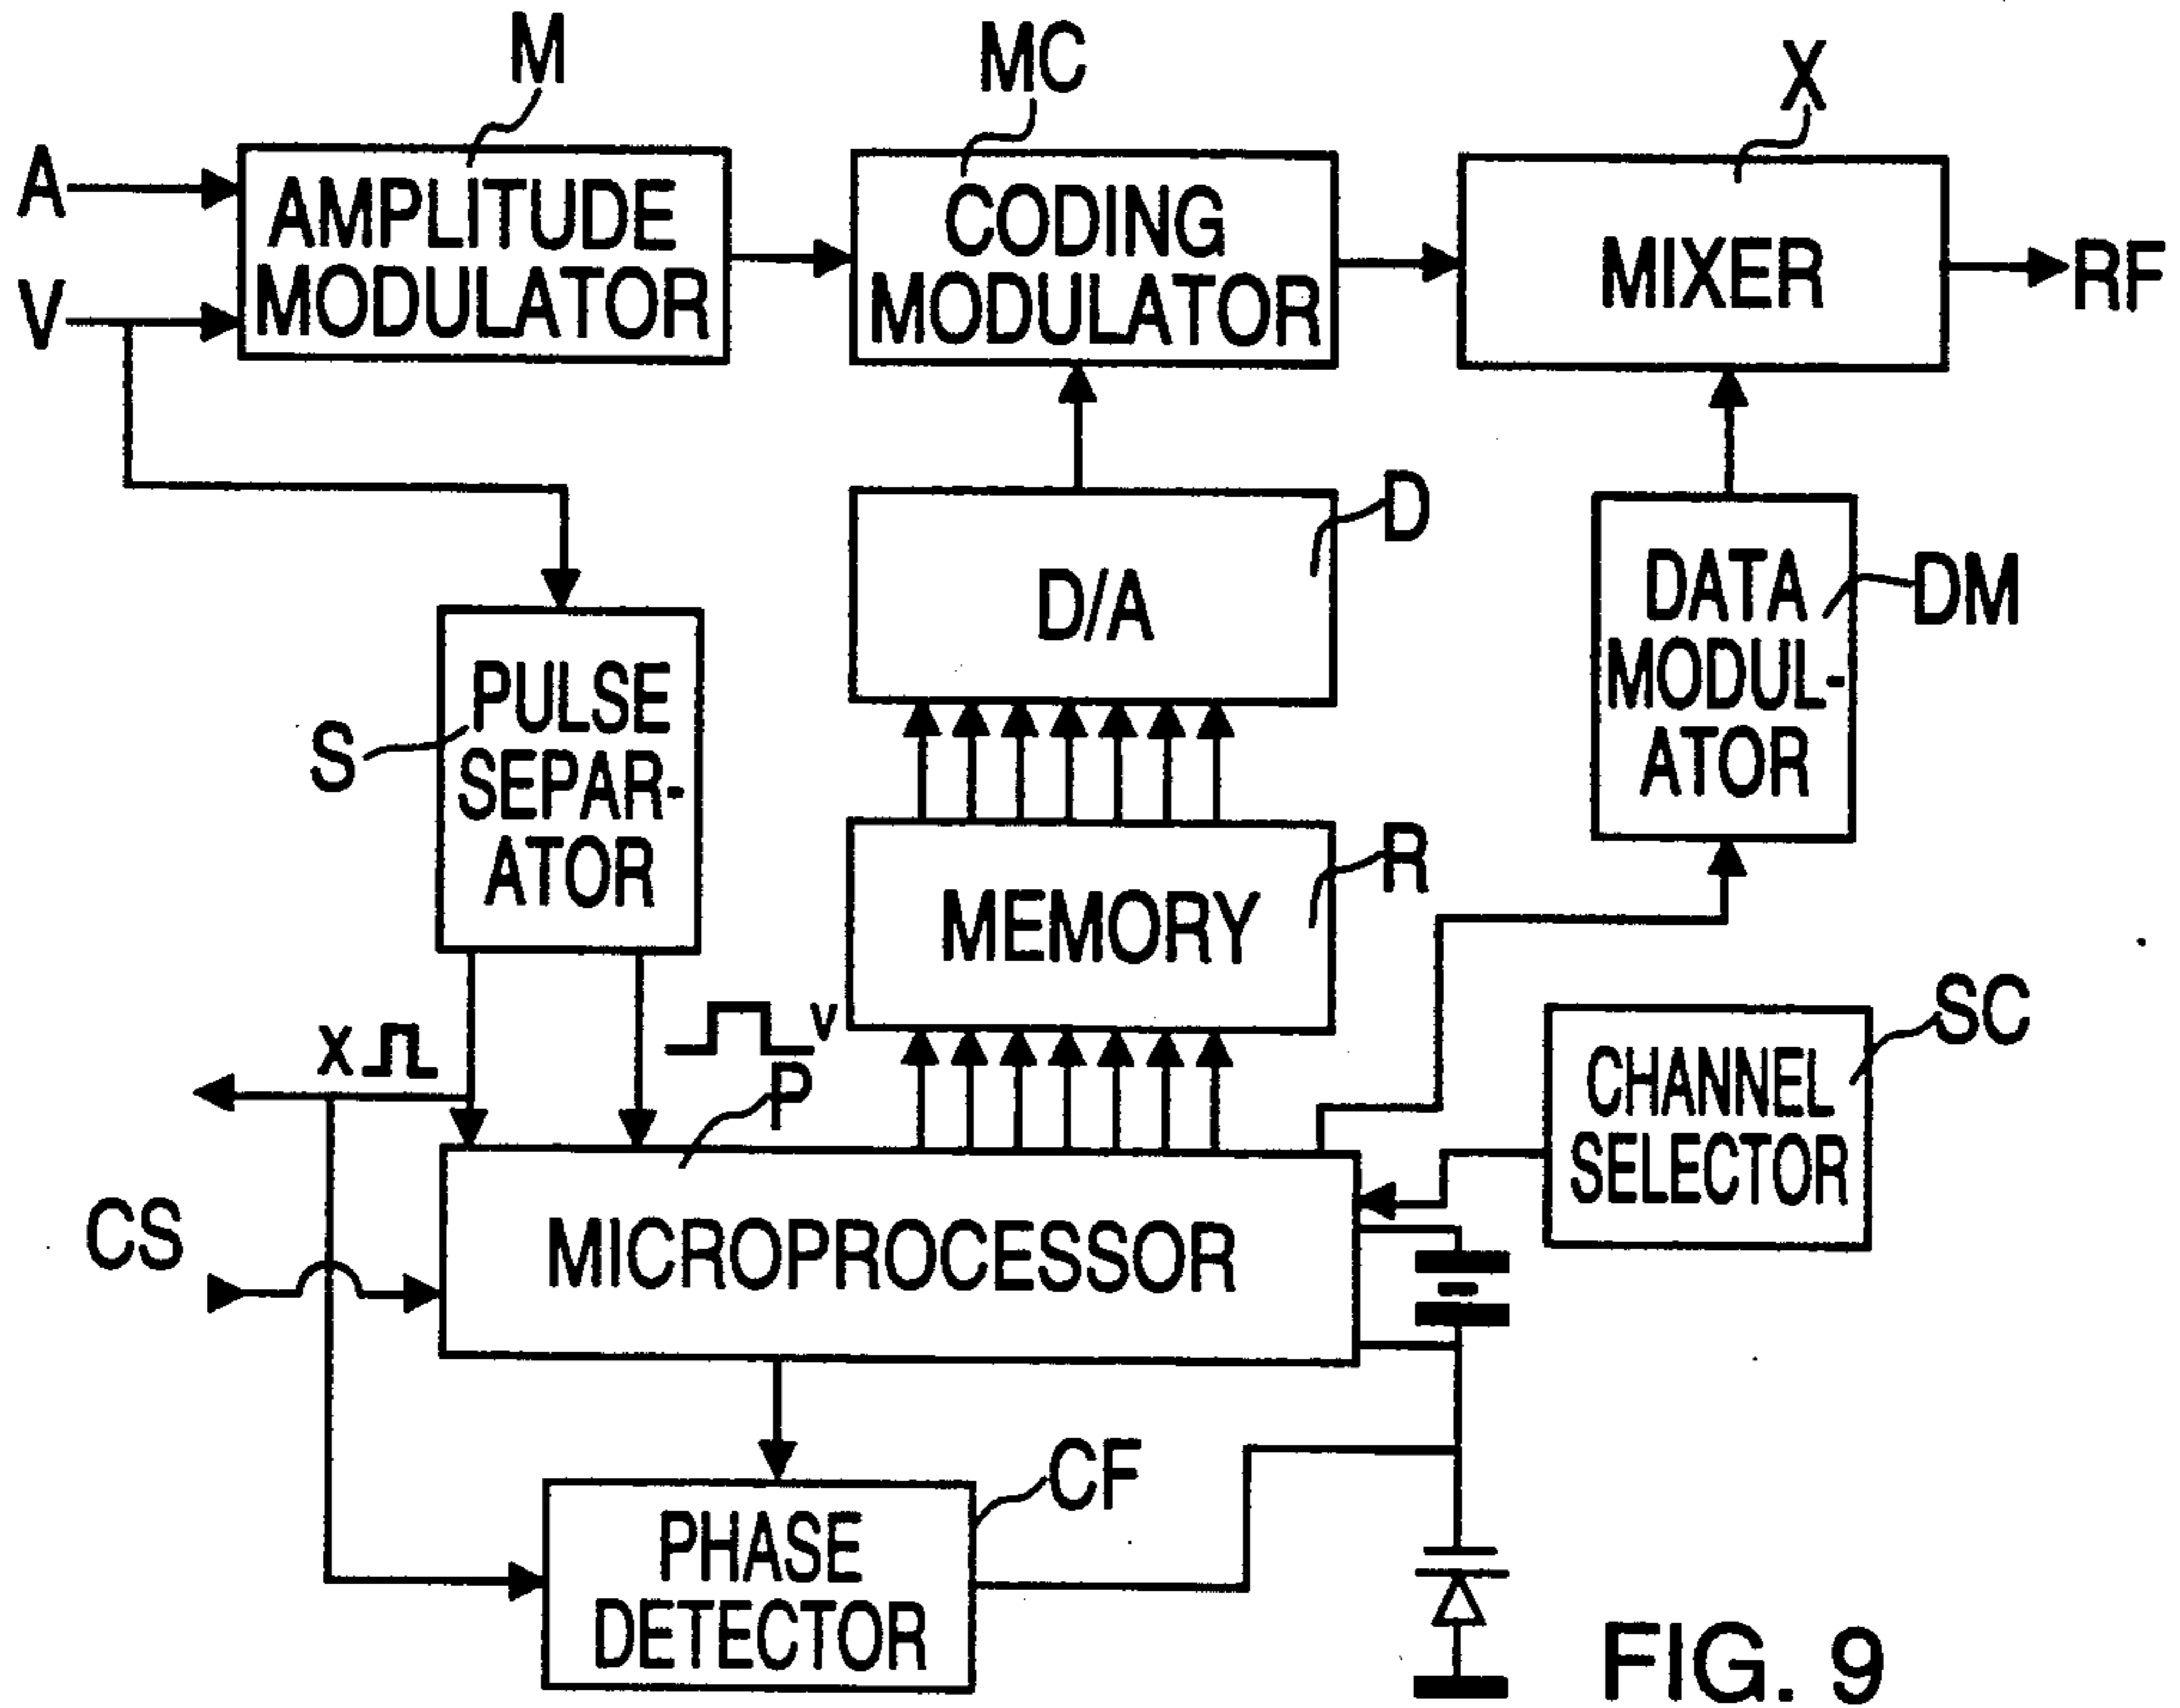 M
MC
X
A
AMPLITUDE
MODULATOR
CODING
MODULATOR
MIXER
RF
V
D
D/A
DATA
MODUL-
ATOR
DM
PULSE
SEPAR-
ATOR
S
R
MEMORY
SC
CHANNEL
SELECTOR
X
V
P
CS
MICROPROCESSOR
CF
PHASE
DETECTOR
FIG. 9